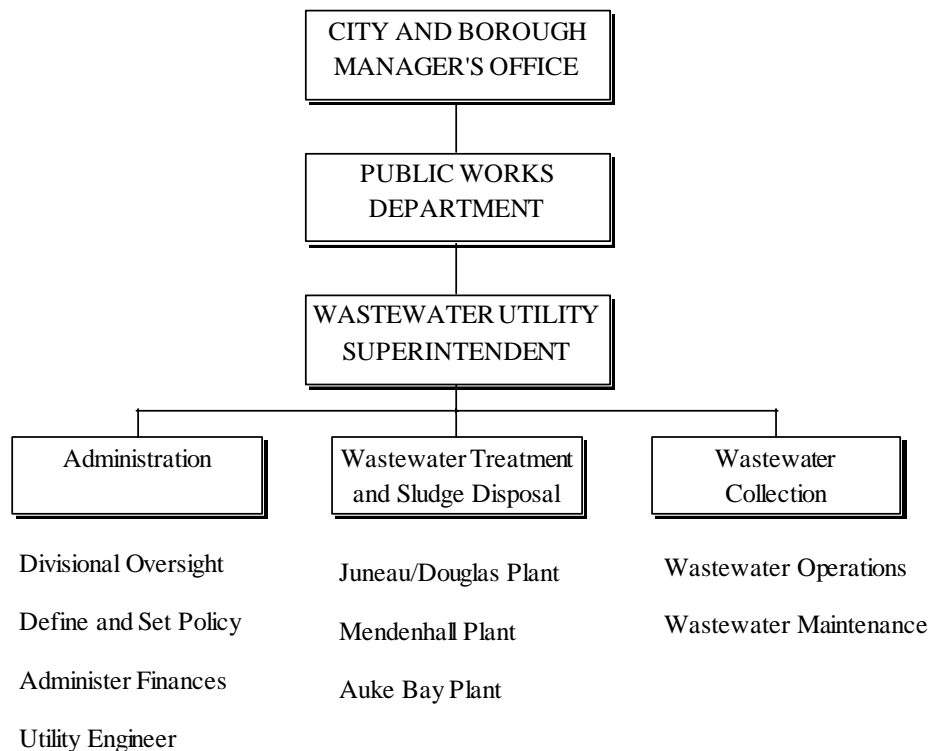 CITY AND BOROUGH
MANAGER'S OFFICE
PUBLIC WORKS
DEPARTMENT
WASTEWATER UTILITY
SUPERINTENDENT
Administration
Divisional Oversight
Define and Set Policy
Administer Finances
Utility Engineer
Wastewater Treatment
and Sludge Disposal
Juneau/Douglas Plant
Mendenhall Plant
Auke Bay Plant
Wastewater
Collection
Wastewater Operations
Wastewater Maintenance